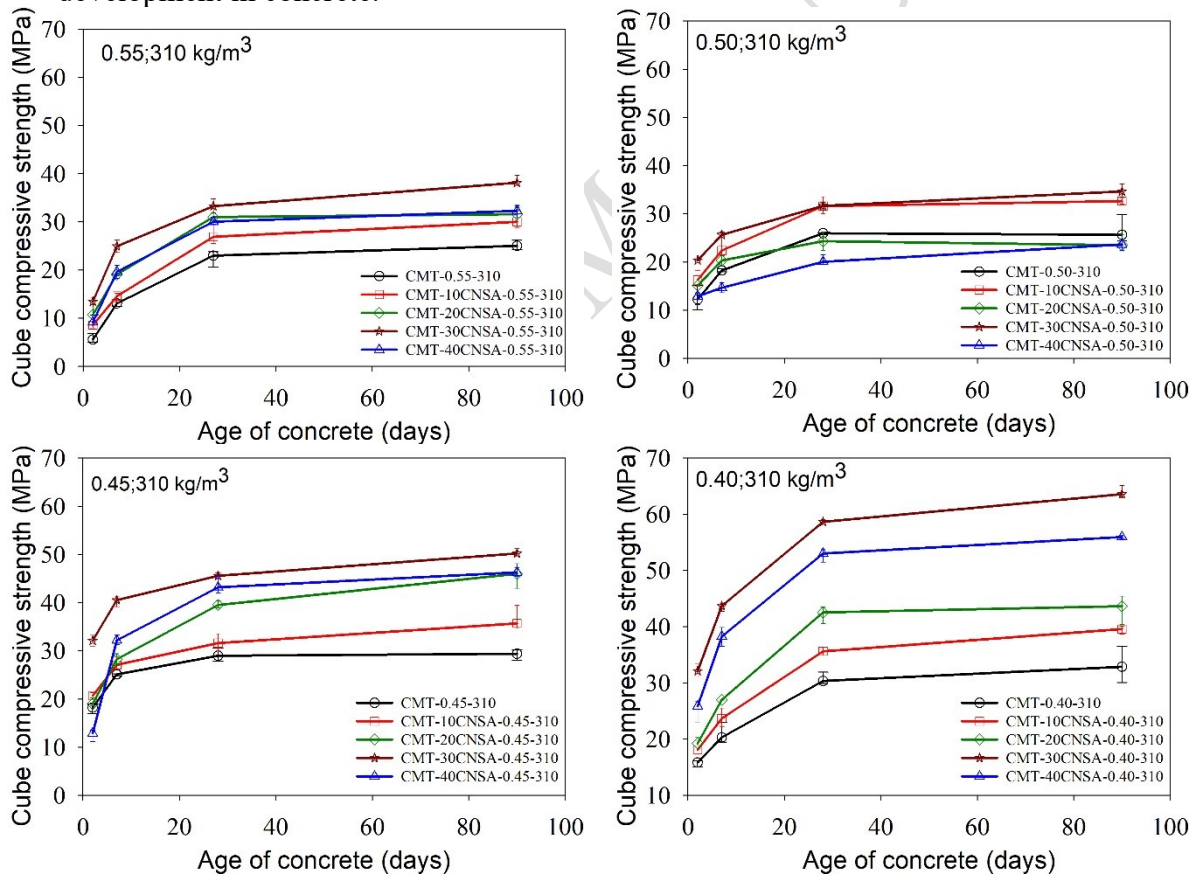 development in concrete.
0.55;310 kg/m³
Cube compressive strength (MPa)
70
60
50
40
30
20
10
0
CMT-0.55-310
CMT-10CNSA-0.55-310
CMT-20CNSA-0.55-310
CMT-30CNSA-0.55-310
CMT-40CNSA-0.55-310
0 20 40 60 80 100
Age of concrete (days)
0.50;310 kg/m³
Cube compressive strength (MPa)
70
60
50
40
30
20
10
0
CMT-0.50-310
CMT-10CNSA-0.50-310
CMT-20CNSA-0.50-310
CMT-30CNSA-0.50-310
CMT-40CNSA-0.50-310
0 20 40 60 80 100
Age of concrete (days)
0.45;310 kg/m³
Cube compressive strength (MPa)
70
60
50
40
30
20
10
0
CMT-0.45-310
CMT-10CNSA-0.45-310
CMT-20CNSA-0.45-310
CMT-30CNSA-0.45-310
CMT-40CNSA-0.45-310
0 20 40 60 80 100
Age of concrete (days)
0.40;310 kg/m³
Cube compressive strength (MPa)
70
60
50
40
30
20
10
CMT-0.40-310
CMT-10CNSA-0.40-310
CMT-20CNSA-0.40-310
CMT-30CNSA-0.40-310
CMT-40CNSA-0.40-310
0 20 40 60 80 100
Age of concrete (days)